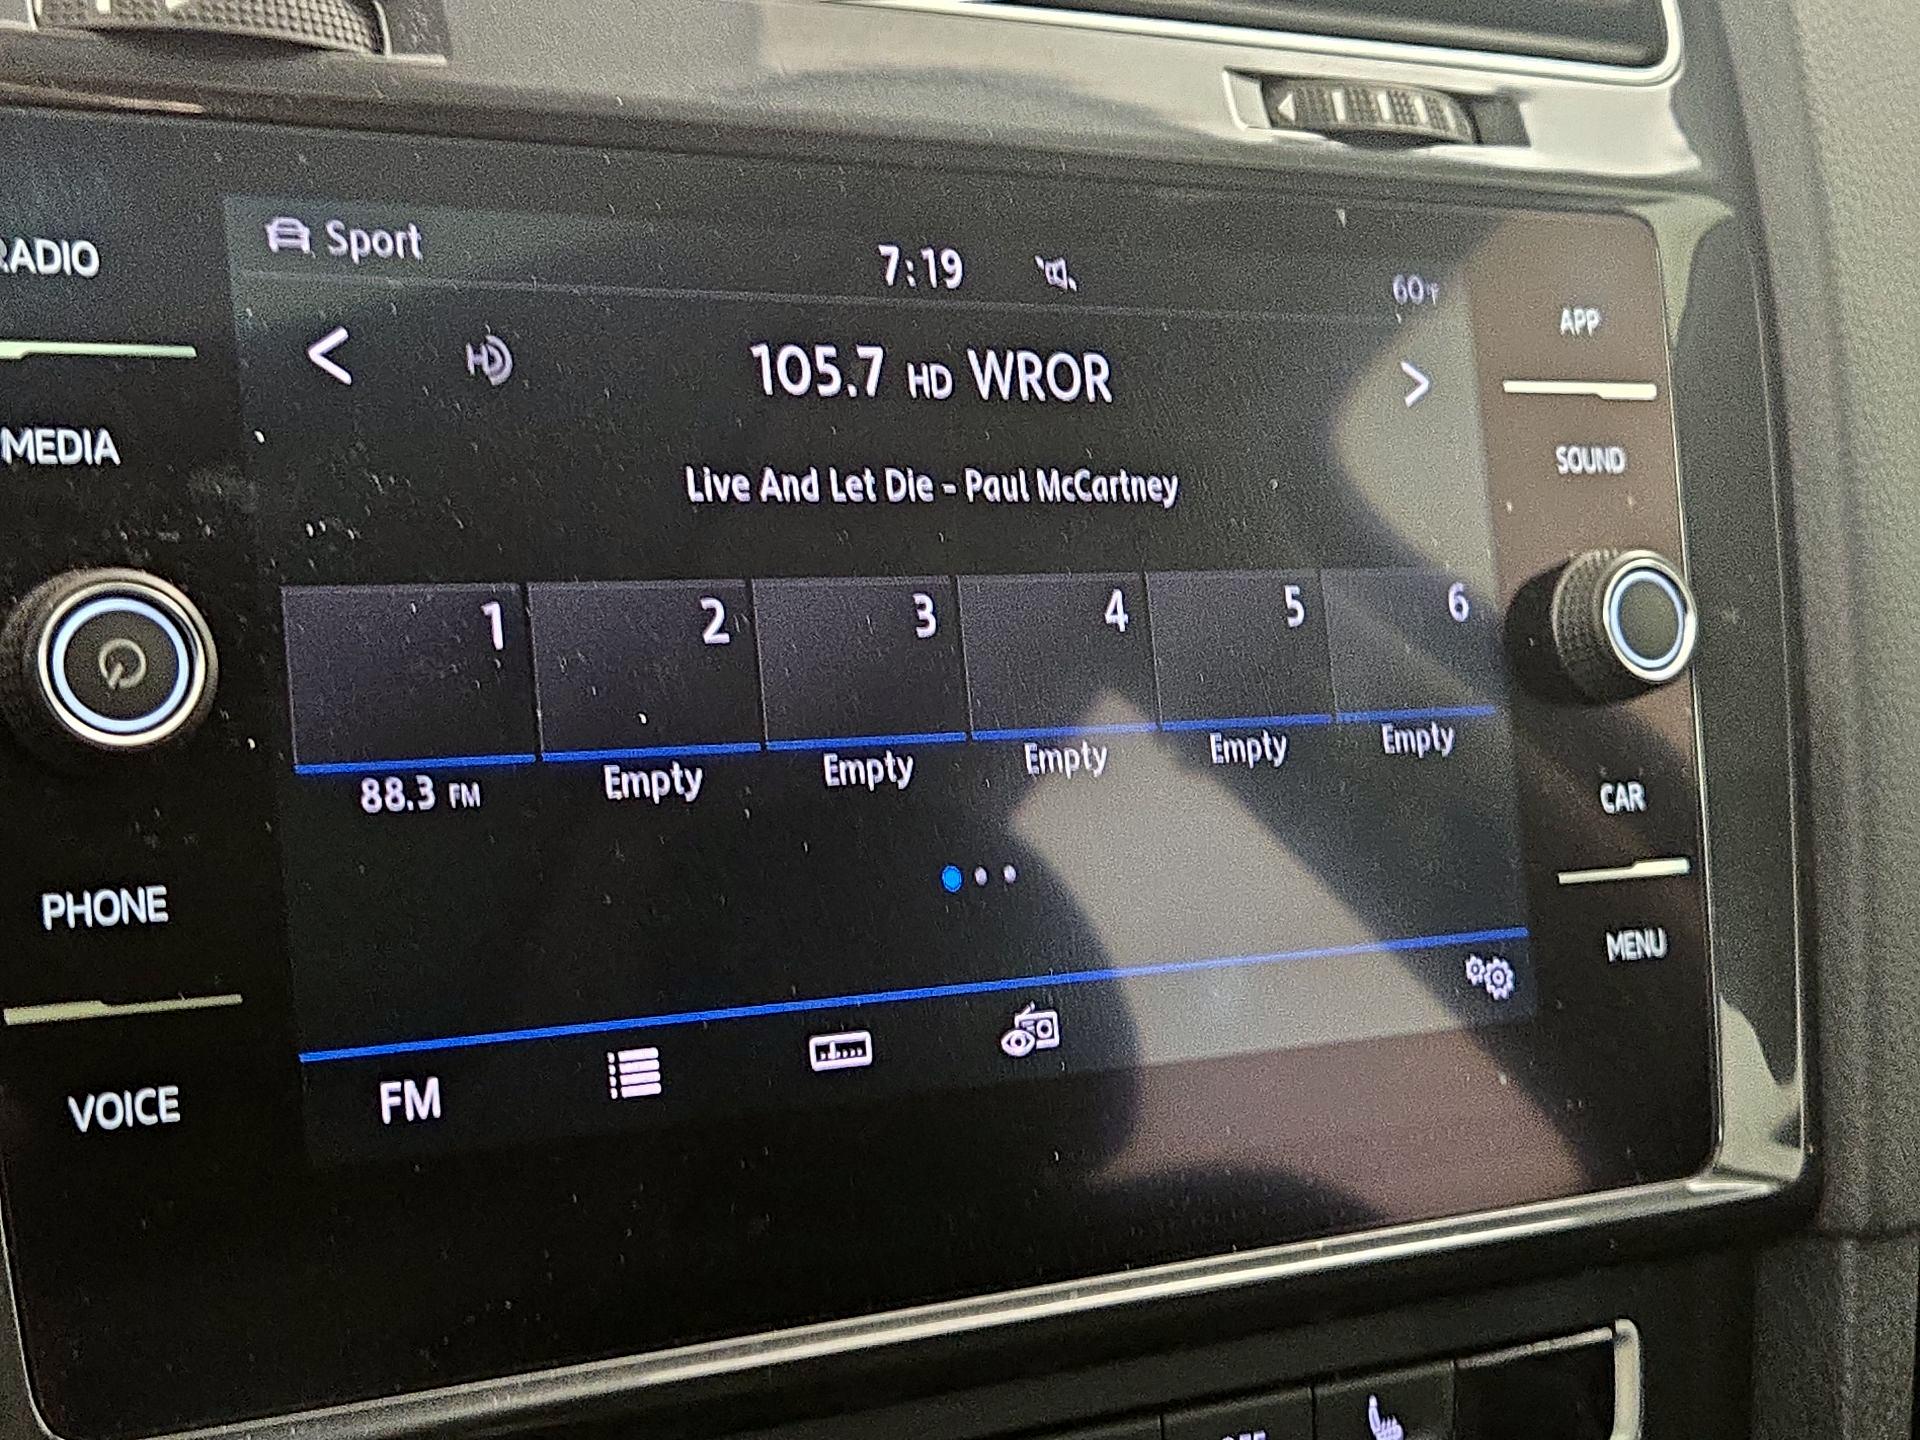 RADIO
MEDIA
PHONE
VOICE
Sport
7:19
60°F
HD
105.7 HD WROR
Live And Let Die - Paul McCartney
1
2
3
4
5
6
88.3 FM
Empty
Empty
Empty
Empty
Empty
FM
APP
SOUND
CAR
MENU